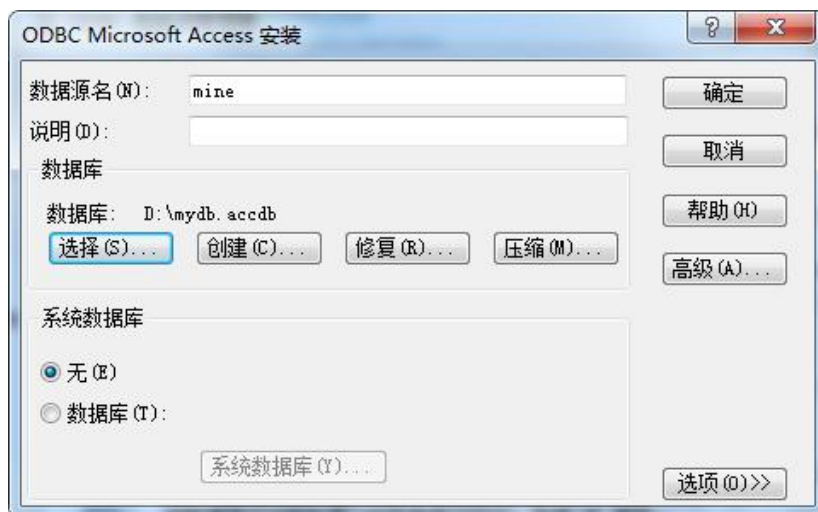 ODBC Microsoft Access 安装
数据源名(N): mine
确定
说明(D):
取消
数据库
数据库: D:\mydb.accdb
帮助(H)
选择(S)... 创建(C)... 修复(R)... 压缩(M)...
高级(A)...
系统数据库
无(E)
数据库(T):
系统数据库(Y)...
选项(O)>>